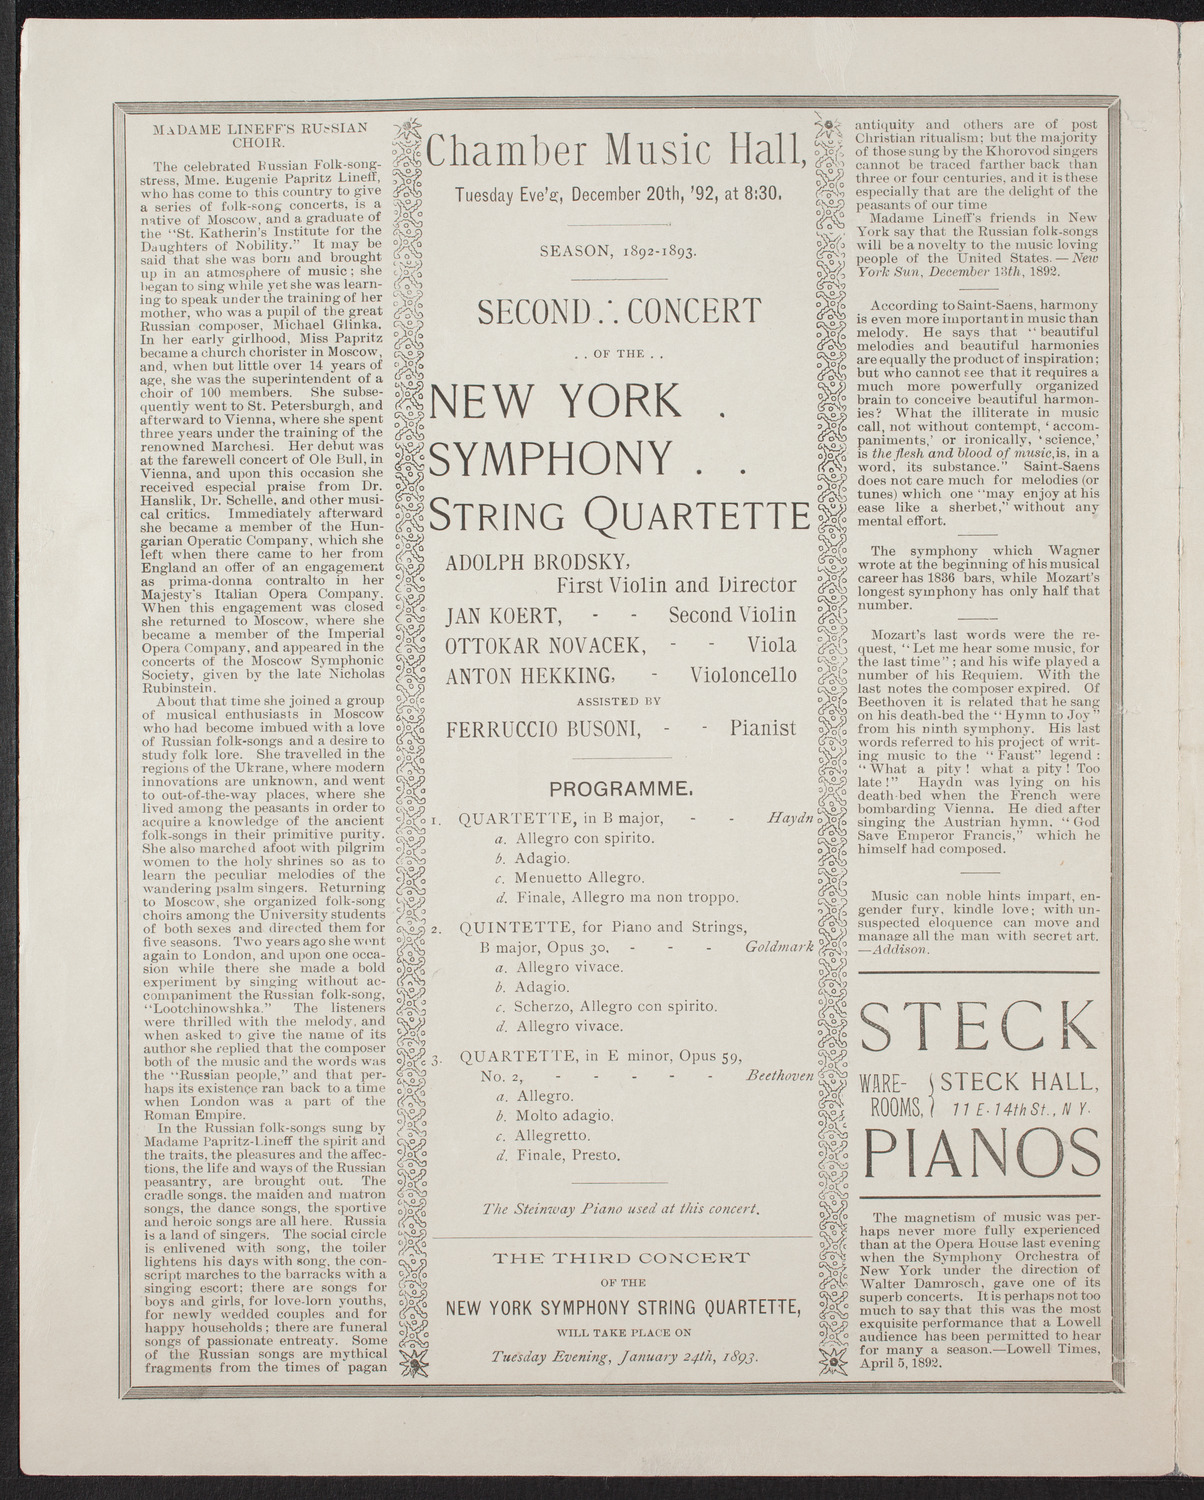 MADAME LINEFF'S RUSSIAN
CHOIR.
The celebrated Russian Folk-song-
stress, Mme. Eugenie Papritz Lineff,
who has come to this country to give
a series of folk-song concerts, is a
native of Moscow, and a graduate of
the "St. Katherin's Institute for the
Daughters of Nobility." It may be
said that she was born and brought
up in an atmosphere of music; she
began to sing while yet she was learn-
ing to speak under the training of her
mother, who was a pupil of the great
Russian composer, Michael Glinka.
In her early girlhood, Miss Papritz
became a church chorister in Moscow,
and, when but little over 14 years of
age, she was the superintendent of a
choir of 100 members. She subse-
quently went to St. Petersburgh, and
afterward to Vienna, where she spent
three years under the training of the
renowned Marchesi. Her debut was
at the farewell concert of Ole Bull, in
Vienna, and upon this occasion she
received especial praise from Dr.
Hanslik, Dr. Schelle, and other musi-
cal critics. Immediately afterward
she became a member of the Hun-
garian Operatic Company, which she
left when there came to her from
England an offer of an engagement
as prima-donna contralto in her
Majesty's Italian Opera Company.
When this engagement was closed
she returned to Moscow, where she
became a member of the Imperial
Opera Company, and appeared in the
concerts of the Moscow Symphonic
Society, given by the late Nicholas
Rubinstein.
About that time she joined a group
of musical enthusiasts in Moscow
who had become imbued with a love
of Russian folk-songs and a desire to
study folk lore. She travelled in the
regions of the Ukrane, where modern
innovations are unknown, and went
to out-of-the-way places, where she
lived among the peasants in order to
acquire a knowledge of the ancient
folk-songs in their primitive purity.
She also marched afoot with pilgrim
women to the holy shrines so as to
learn the peculiar melodies of the
wandering psalm singers. Returning
to Moscow, she organized folk-song
choirs among the University students
of both sexes and directed them for
five seasons. Two years ago she went
again to London, and upon one occa-
sion while there she made a bold
experiment by singing without ac-
companiment the Russian folk-song,
"Lootchinowshka." The listeners
were thrilled with the melody, and
when asked to give the name of its
author she replied that the composer
both of the music and the words was
the "Russian people," and that per-
haps its existence ran back to a time
when London was a part of the
Roman Empire.
In the Russian folk-songs sung by
Madame Papritz-Lineff the spirit and
the traits, the pleasures and the affec-
tions, the life and ways of the Russian
peasantry, are brought out. The
cradle songs, the maiden and matron
songs, the dance songs, the sportive
and heroic songs are all here. Russia
is a land of singers. The social circle
is enlivened with song, the toiler
lightens his days with song, the con-
script marches to the barracks with a
singing escort; there are songs for
boys and girls, for love-lorn youths,
for newly wedded couples and for
happy households; there are funeral
songs of passionate entreaty. Some
of the Russian songs are mythical
fragments from the times of pagan
Chamber Music Hall,
Tuesday Eve'g, December 20th, '92, at 8:30.
SEASON, 1892-1893.
SECOND ∴ CONCERT
. . OF THE . .
NEW YORK .
SYMPHONY . .
STRING QUARTETTE
ADOLPH BRODSKY,
First Violin and Director
JAN KOERT, - - Second Violin
OTTOKAR NOVACEK, - - Viola
ANTON HEKKING, - Violoncello
ASSISTED BY
FERRUCCIO BUSONI, - - Pianist
PROGRAMME.
1. QUARTETTE, in B major, - - Haydn
a. Allegro con spirito.
b. Adagio.
c. Menuetto Allegro.
d. Finale, Allegro ma non troppo.
2. QUINTETTE, for Piano and Strings,
B major, Opus 30, - - - Goldmark
a. Allegro vivace.
b. Adagio.
c. Scherzo, Allegro con spirito.
d. Allegro vivace.
3. QUARTETTE, in E minor, Opus 59,
No. 2, - - - - - Beethoven
a. Allegro.
b. Molto adagio.
c. Allegretto.
d. Finale, Presto.
The Steinway Piano used at this concert.
THE THIRD CONCERT
OF THE
NEW YORK SYMPHONY STRING QUARTETTE,
WILL TAKE PLACE ON
Tuesday Evening, January 24th, 1893.
antiquity and others are of post
Christian ritualism; but the majority
of those sung by the Khorovod singers
cannot be traced farther back than
three or four centuries, and it is these
especially that are the delight of the
peasants of our time
Madame Lineff's friends in New
York say that the Russian folk-songs
will be a novelty to the music loving
people of the United States.—New
York Sun, December 13th, 1892.
According to Saint-Saens, harmony
is even more important in music than
melody. He says that "beautiful
melodies and beautiful harmonies
are equally the product of inspiration;
but who cannot see that it requires a
much more powerfully organized
brain to conceive beautiful harmon-
ies? What the illiterate in music
call, not without contempt, 'accom-
paniments,' or ironically, 'science,'
is the flesh and blood of music, is, in a
word, its substance." Saint-Saens
does not care much for melodies (or
tunes) which one "may enjoy at his
ease like a sherbet," without any
mental effort.
The symphony which Wagner
wrote at the beginning of his musical
career has 1836 bars, while Mozart's
longest symphony has only half that
number.
Mozart's last words were the re-
quest, "Let me hear some music, for
the last time"; and his wife played a
number of his Requiem. With the
last notes the composer expired. Of
Beethoven it is related that he sang
on his death-bed the "Hymn to Joy"
from his ninth symphony. His last
words referred to his project of writ-
ing music to the "Faust" legend:
"What a pity! what a pity! Too
late!" Haydn was lying on his
death-bed when the French were
bombarding Vienna. He died after
singing the Austrian hymn. "God
Save Emperor Francis," which he
himself had composed.
Music can noble hints impart, en-
gender fury, kindle love; with un-
suspected eloquence can move and
manage all the man with secret art.
—Addison.
STECK
WARE-
ROOMS,
STECK HALL,
11 E. 14th St., N Y.
PIANOS
The magnetism of music was per-
haps never more fully experienced
than at the Opera House last evening
when the Symphony Orchestra of
New York under the direction of
Walter Damrosch, gave one of its
superb concerts. It is perhaps not too
much to say that this was the most
exquisite performance that a Lowell
audience has been permitted to hear
for many a season.—Lowell Times,
April 5, 1892.